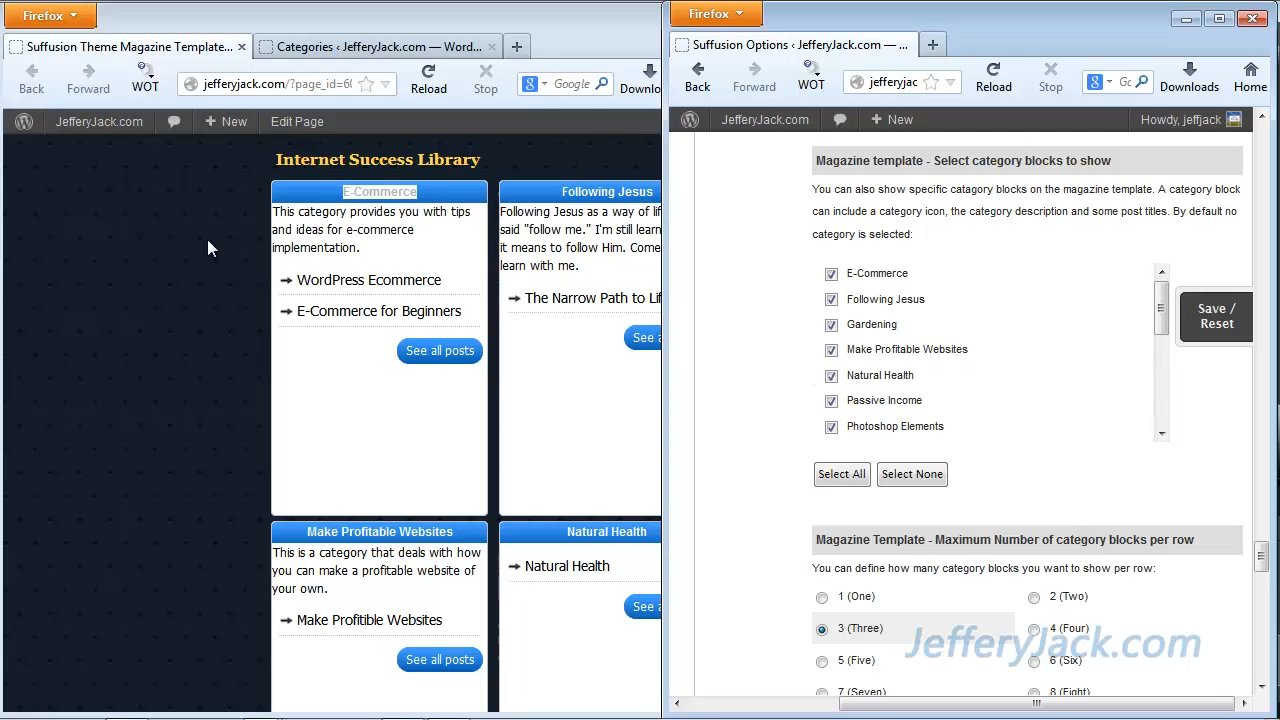 Firefox
Suffusion Theme Magazine Template...
Categories ‹ JefferyJack.com — Word...
Back
Forward
WOT
jefferyjack.com/?page_id=6(
Reload
Stop
Google
Downlo
JefferyJack.com
New
Edit Page
Internet Success Library
E-Commerce
This category provides you with tips
and ideas for e-commerce
implementation.
WordPress Ecommerce
E-Commerce for Beginners
See all posts
Following Jesus
Following Jesus as a way of lif
said "follow me." I'm still learn
it means to follow Him. Come
learn with me.
The Narrow Path to Lif
See a
Make Profitable Websites
This is a category that deals with how
you can make a profitable website of
your own.
Make Profitible Websites
See all posts
Natural Health
Natural Health
See a
Firefox
Suffusion Options ‹ JefferyJack.com — ...
Back
Forward
WOT
jefferyjac
Reload
Stop
Gc
Downloads
Home
JefferyJack.com
New
Howdy, jeffjack
Magazine template - Select category blocks to show
You can also show specific catagory blocks on the magazine template. A category block
can include a category icon, the category description and some post titles. By default no
category is selected:
E-Commerce
Following Jesus
Gardening
Make Profitable Websites
Natural Health
Passive Income
Photoshop Elements
Save /
Reset
Select All
Select None
Magazine Template - Maximum Number of category blocks per row
You can define how many category blocks you want to show per row:
1 (One)
2 (Two)
3 (Three)
4 (Four)
5 (Five)
6 (Six)
7 (Seven)
8 (Eight)
JefferyJack.com